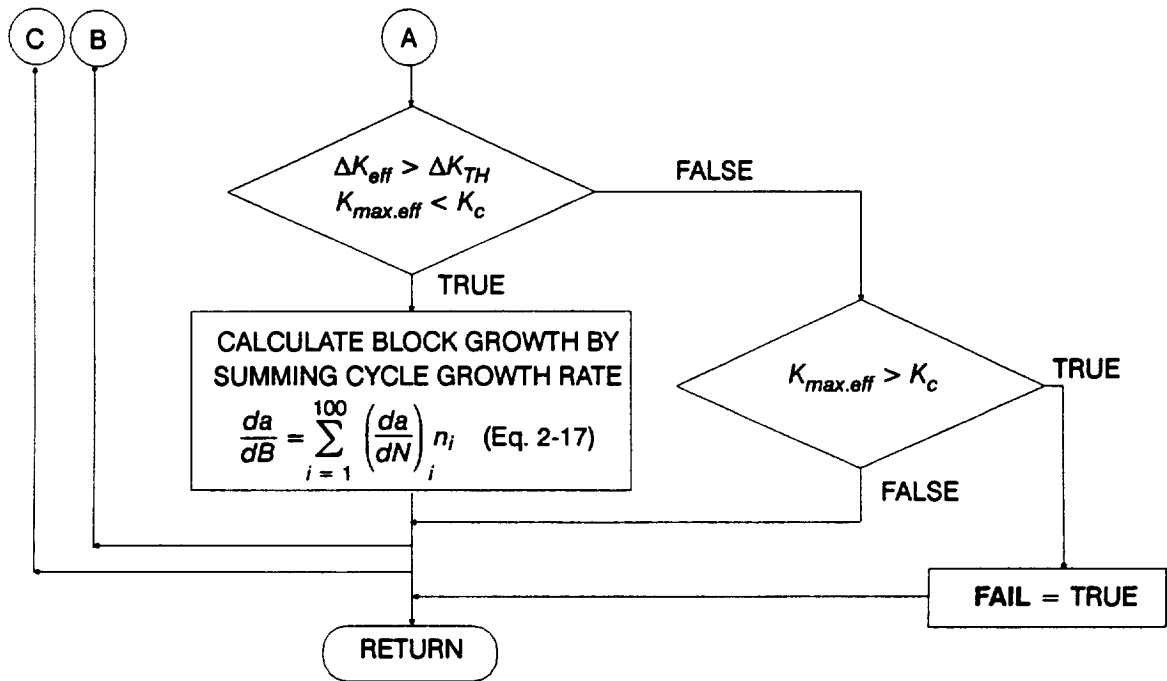 C
B
A
ΔK_eff > ΔK_TH
K_max.eff < K_c
FALSE
TRUE
CALCULATE BLOCK GROWTH BY
SUMMING CYCLE GROWTH RATE
da/dB = ∑_{i = 1}^{100} (da/dN)_i n_i (Eq. 2-17)
K_max.eff > K_c
TRUE
FALSE
FAIL = TRUE
RETURN